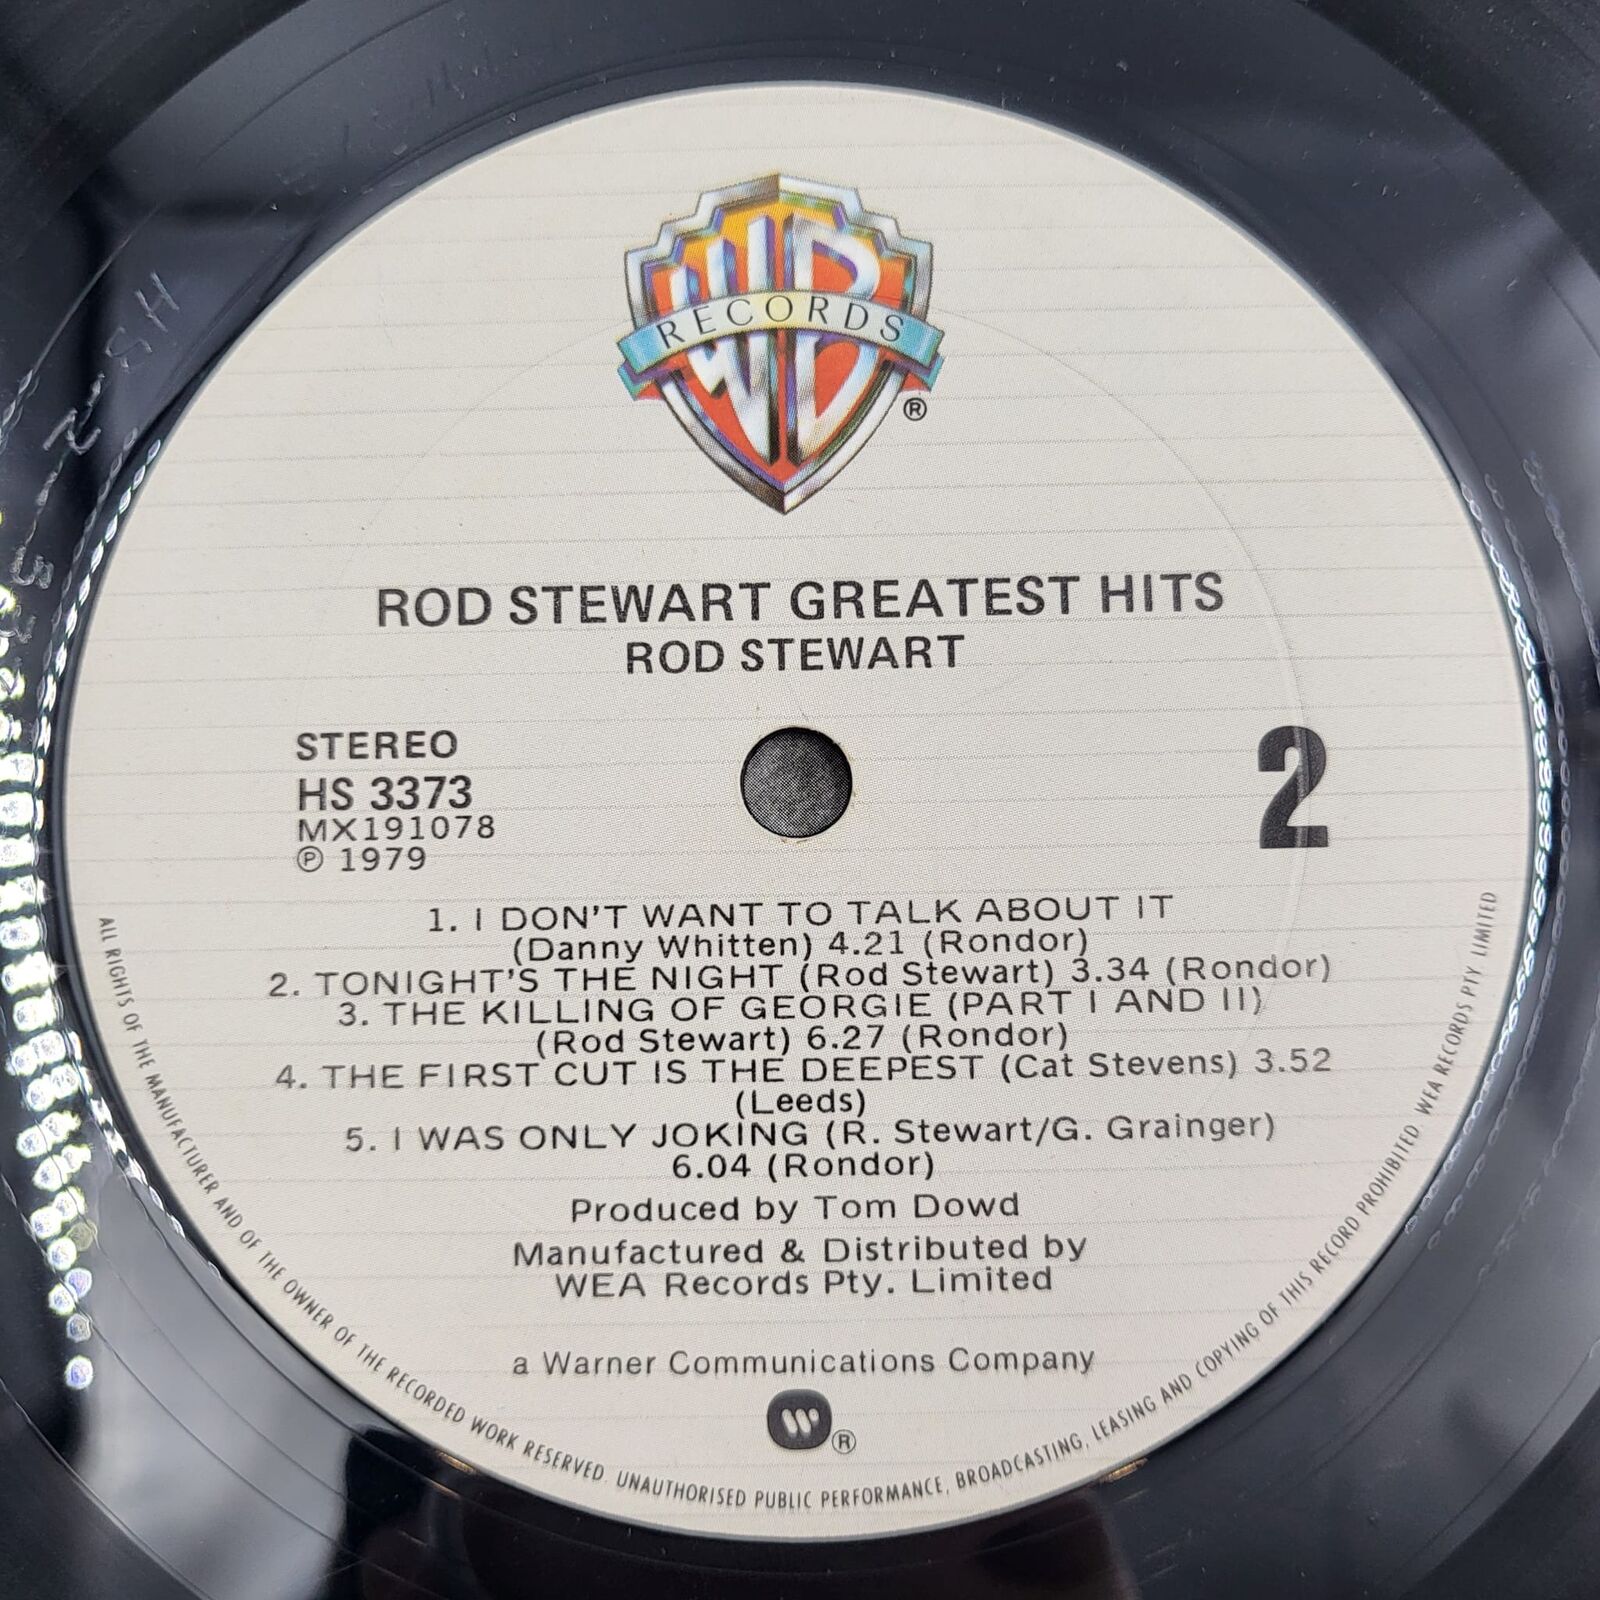 WB
RECORDS
®
ROD STEWART GREATEST HITS
ROD STEWART
STEREO
HS 3373
MX191078
℗ 1979
2
1. I DON'T WANT TO TALK ABOUT IT
(Danny Whitten) 4.21 (Rondor)
2. TONIGHT'S THE NIGHT (Rod Stewart) 3.34 (Rondor)
3. THE KILLING OF GEORGIE (PART I AND II)
(Rod Stewart) 6.27 (Rondor)
4. THE FIRST CUT IS THE DEEPEST (Cat Stevens) 3.52
(Leeds)
5. I WAS ONLY JOKING (R. Stewart/G. Grainger)
6.04 (Rondor)
Produced by Tom Dowd
Manufactured & Distributed by
WEA Records Pty. Limited
a Warner Communications Company
®
ALL RIGHTS OF THE MANUFACTURER AND OF THE OWNER OF THE RECORDED WORK RESERVED. UNAUTHORISED PUBLIC PERFORMANCE, BROADCASTING, LEASING AND COPYING OF THIS RECORD PROHIBITED. WEA RECORDS PTY LIMITED